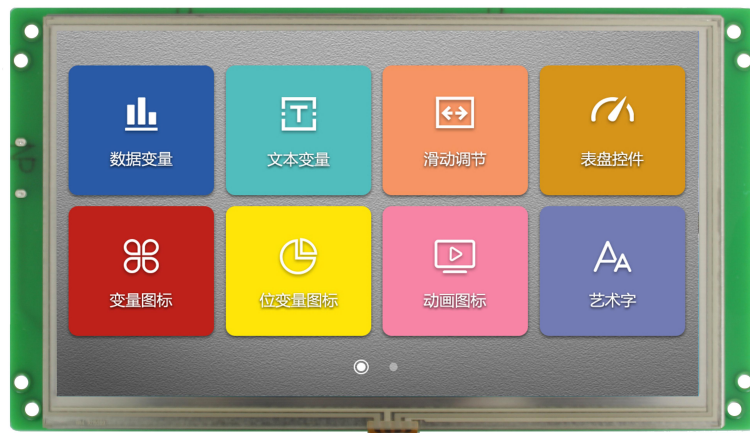 数据变量
文本变量
滑动调节
表盘控件
变量图标
位变量图标
动画图标
艺术字